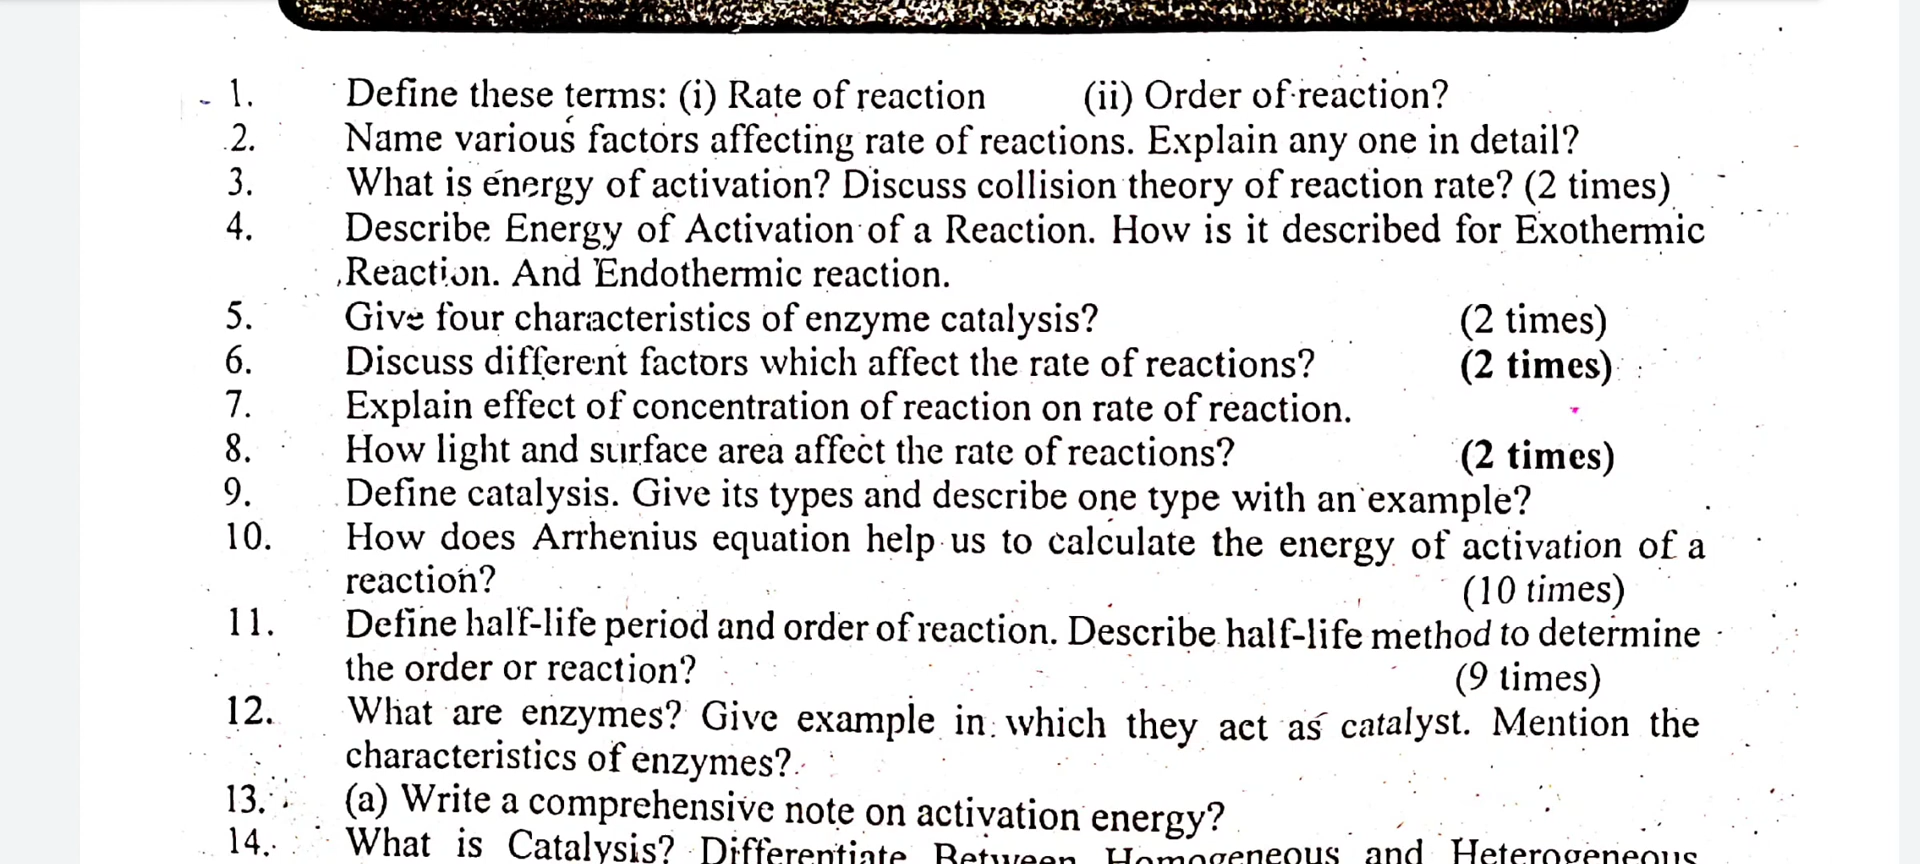 1. Define these terms: (i) Rate of reaction (ii) Order of reaction?
2. Name various factors affecting rate of reactions. Explain any one in detail?
3. What is energy of activation? Discuss collision theory of reaction rate? (2 times)
4. Describe Energy of Activation of a Reaction. How is it described for Exothermic
Reaction. And Endothermic reaction.
5. Give four characteristics of enzyme catalysis? (2 times)
6. Discuss different factors which affect the rate of reactions? (2 times)
7. Explain effect of concentration of reaction on rate of reaction.
8. How light and surface area affect the rate of reactions? (2 times)
9. Define catalysis. Give its types and describe one type with an example?
10. How does Arrhenius equation help us to calculate the energy of activation of a
reaction? (10 times)
11. Define half-life period and order of reaction. Describe half-life method to determine
the order or reaction? (9 times)
12. What are enzymes? Give example in which they act as catalyst. Mention the
characteristics of enzymes?
13. (a) Write a comprehensive note on activation energy?
14. What is Catalysis? Differentiate Between Homogeneous and Heterogeneous